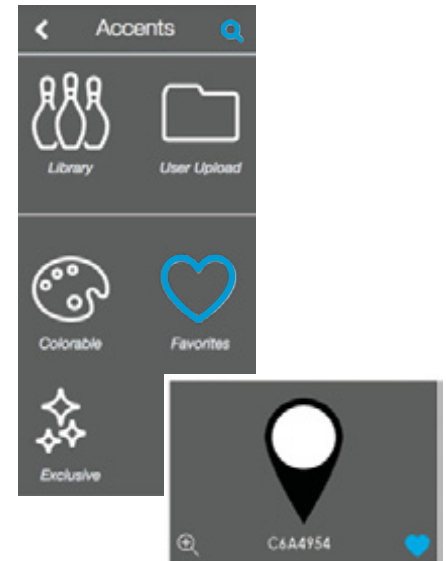 Accents
Library
User Upload
Colorable
Favorites
Exclusive
C6A4954